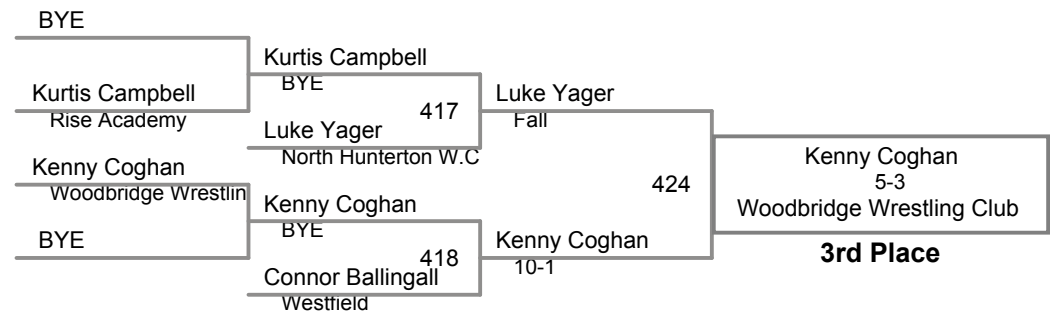 BYE
Kurtis Campbell
BYE
Kurtis Campbell
Rise Academy
417
Luke Yager
Fall
Luke Yager
North Hunterton W.C
Kenny Coghan
Woodbridge Wrestlin
424
Kenny Coghan
5-3
Woodbridge Wrestling Club
3rd Place
Kenny Coghan
BYE
BYE
418
Kenny Coghan
10-1
Connor Ballingall
Westfield